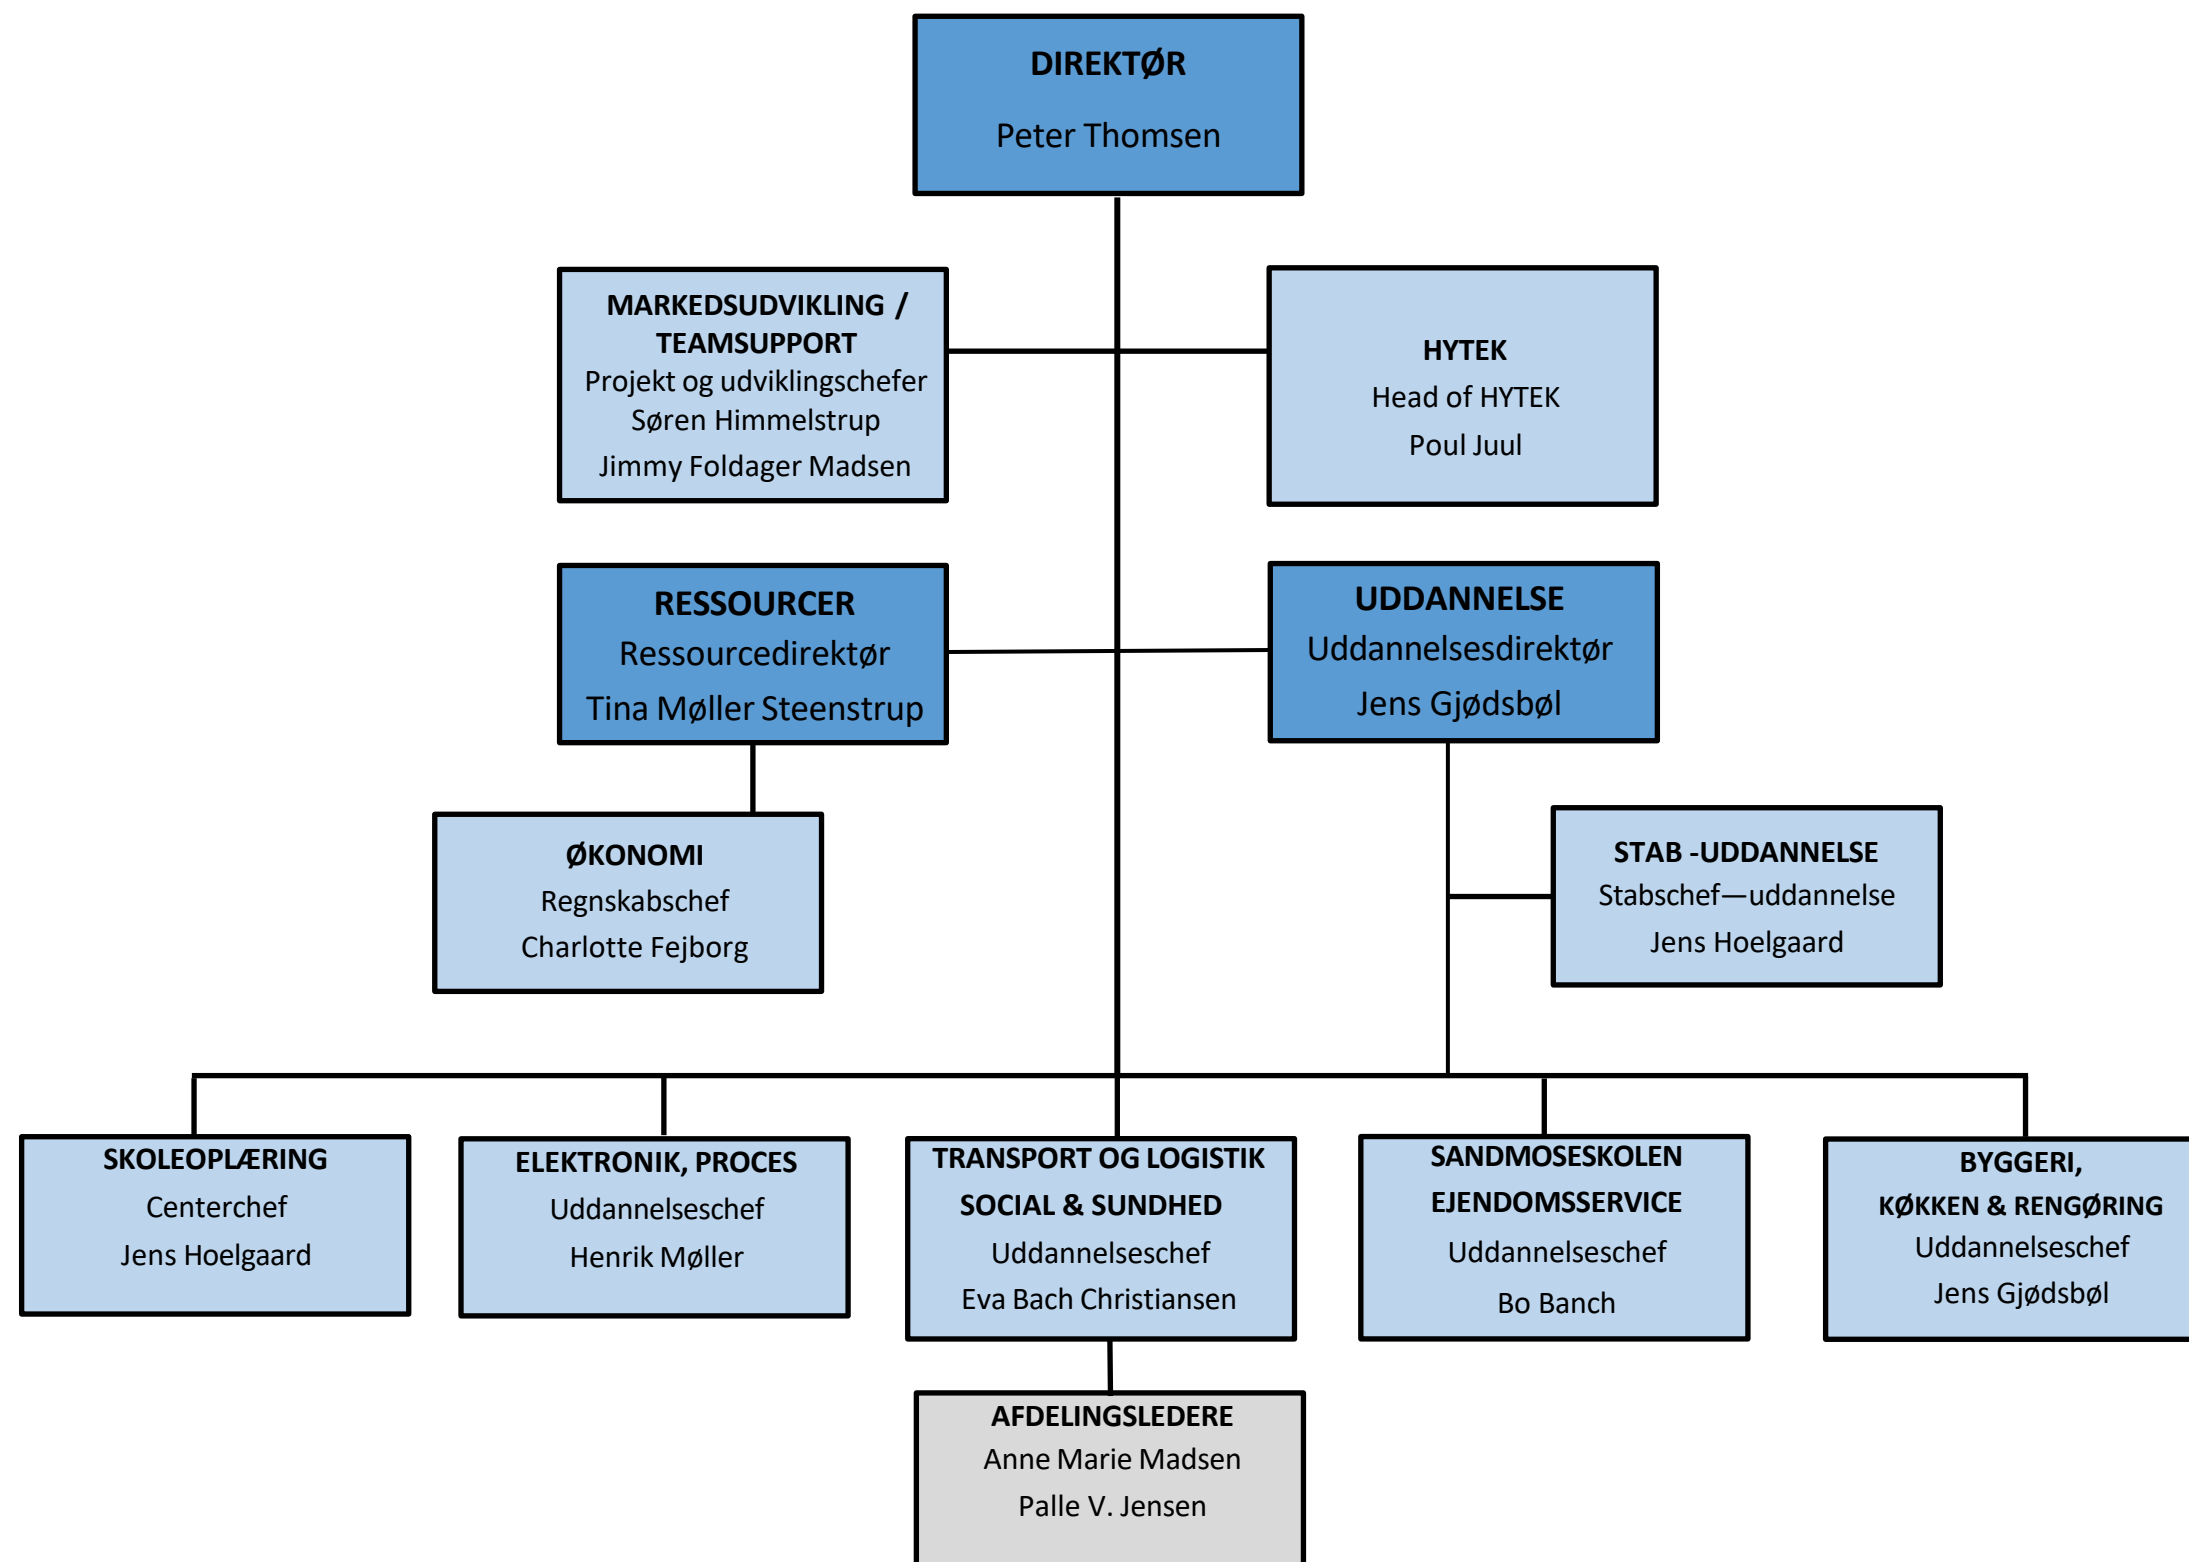 DIREKTØR
Peter Thomsen
MARKEDSUDVIKLING /
TEAMSUPPORT
Projekt og udviklingschefer
Søren Himmelstrup
Jimmy Foldager Madsen
HYTEK
Head of HYTEK
Poul Juul
RESSOURCER
Ressourcedirektør
Tina Møller Steenstrup
UDDANNELSE
Uddannelsesdirektør
Jens Gjødsbøl
ØKONOMI
Regnskabschef
Charlotte Fejborg
STAB -UDDANNELSE
Stabschef—uddannelse
Jens Hoelgaard
SKOLEOPLÆRING
Centerchef
Jens Hoelgaard
ELEKTRONIK, PROCES
Uddannelseschef
Henrik Møller
TRANSPORT OG LOGISTIK
SOCIAL & SUNDHED
Uddannelseschef
Eva Bach Christiansen
SANDMOSESKOLEN
EJENDOMSSERVICE
Uddannelseschef
Bo Banch
BYGGERI,
KØKKEN & RENGØRING
Uddannelseschef
Jens Gjødsbøl
AFDELINGSLEDERE
Anne Marie Madsen
Palle V. Jensen